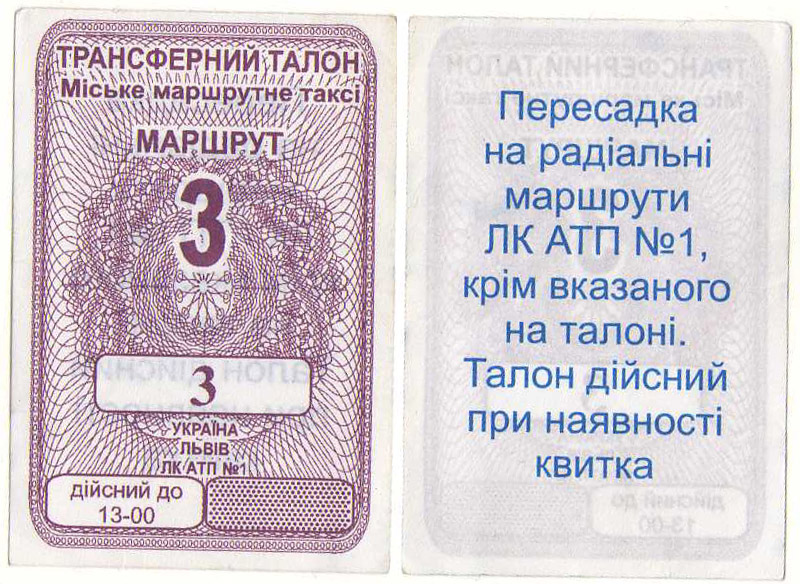 ТРАНСФЕРНИЙ ТАЛОН
Міське маршрутне таксі
МАРШРУТ
3
3
УКРАЇНА
ЛЬВІВ
ЛК АТП №1
дійсний до
13-00
Пересадка
на радіальні
маршрути
ЛК АТП №1,
крім вказаного
на талоні.
Талон дійсний
при наявності
квитка